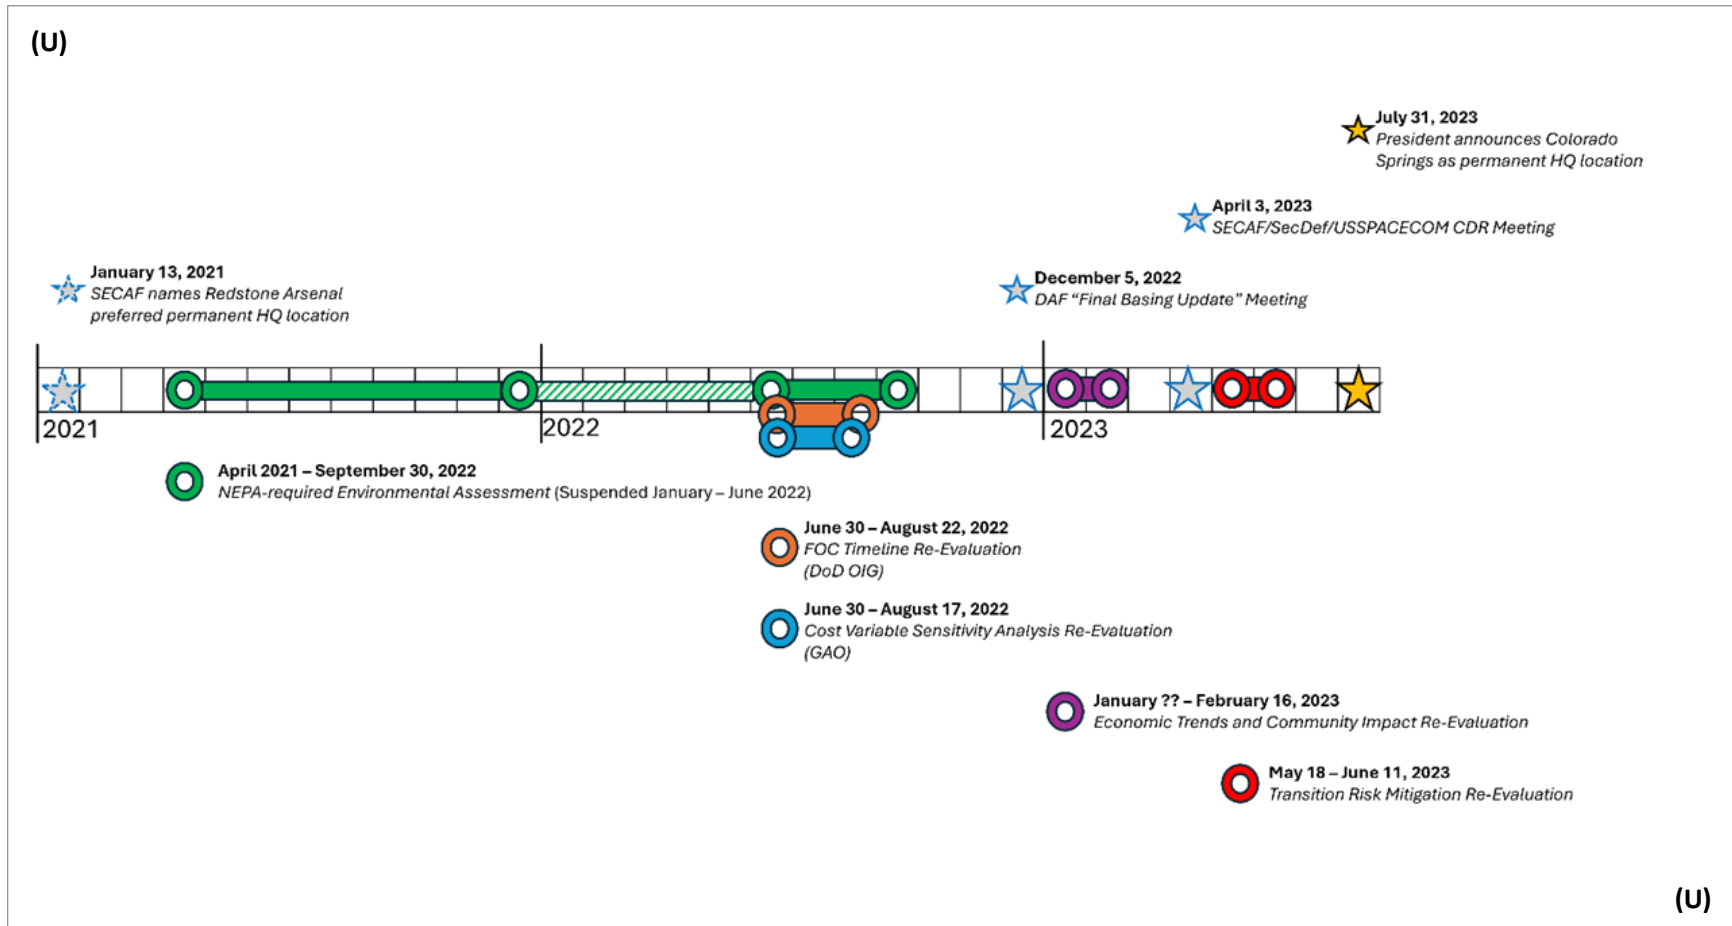 (U)
July 31, 2023
President announces Colorado
Springs as permanent HQ location
April 3, 2023
SECAF/SecDef/USSPACECOM CDR Meeting
January 13, 2021
SECAF names Redstone Arsenal
preferred permanent HQ location
December 5, 2022
DAF “Final Basing Update” Meeting
2021
2022
2023
April 2021 – September 30, 2022
NEPA-required Environmental Assessment (Suspended January – June 2022)
June 30 – August 22, 2022
FOC Timeline Re-Evaluation
(DoD OIG)
June 30 – August 17, 2022
Cost Variable Sensitivity Analysis Re-Evaluation
(GAO)
January ?? – February 16, 2023
Economic Trends and Community Impact Re-Evaluation
May 18 – June 11, 2023
Transition Risk Mitigation Re-Evaluation
(U)